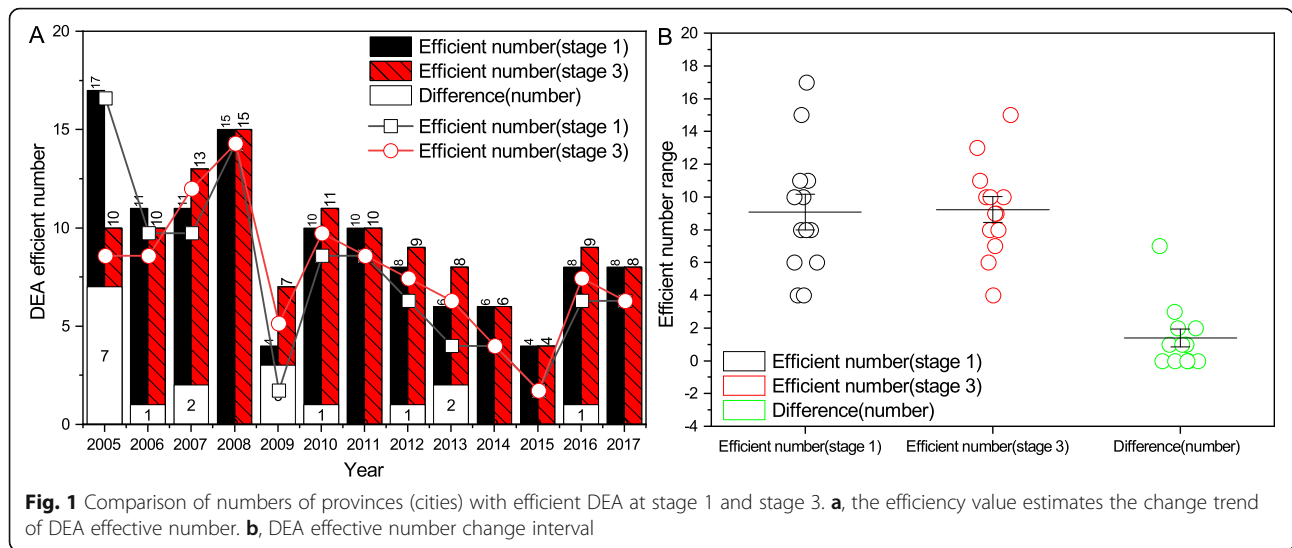 A
20
15
10
5
0
DEA efficient number
Efficient number(stage 1)
Efficient number(stage 3)
Difference(number)
Efficient number(stage 1)
Efficient number(stage 3)
17 10 11 10 11 13 15 15 4 7 10 11 10 10 8 9 6 8 6 6 4 4 8 9 8 8
7 1 2 1 1 2 1
2005 2006 2007 2008 2009 2010 2011 2012 2013 2014 2015 2016 2017
Year
B
20
18
16
14
12
10
8
6
4
2
0
-2
-4
Efficient number range
Efficient number(stage 1)
Efficient number(stage 3)
Difference(number)
Efficient number(stage 1) Efficient number(stage 3) Difference(number)
Fig. 1 Comparison of numbers of provinces (cities) with efficient DEA at stage 1 and stage 3. a, the efficiency value estimates the change trend
of DEA effective number. b, DEA effective number change interval